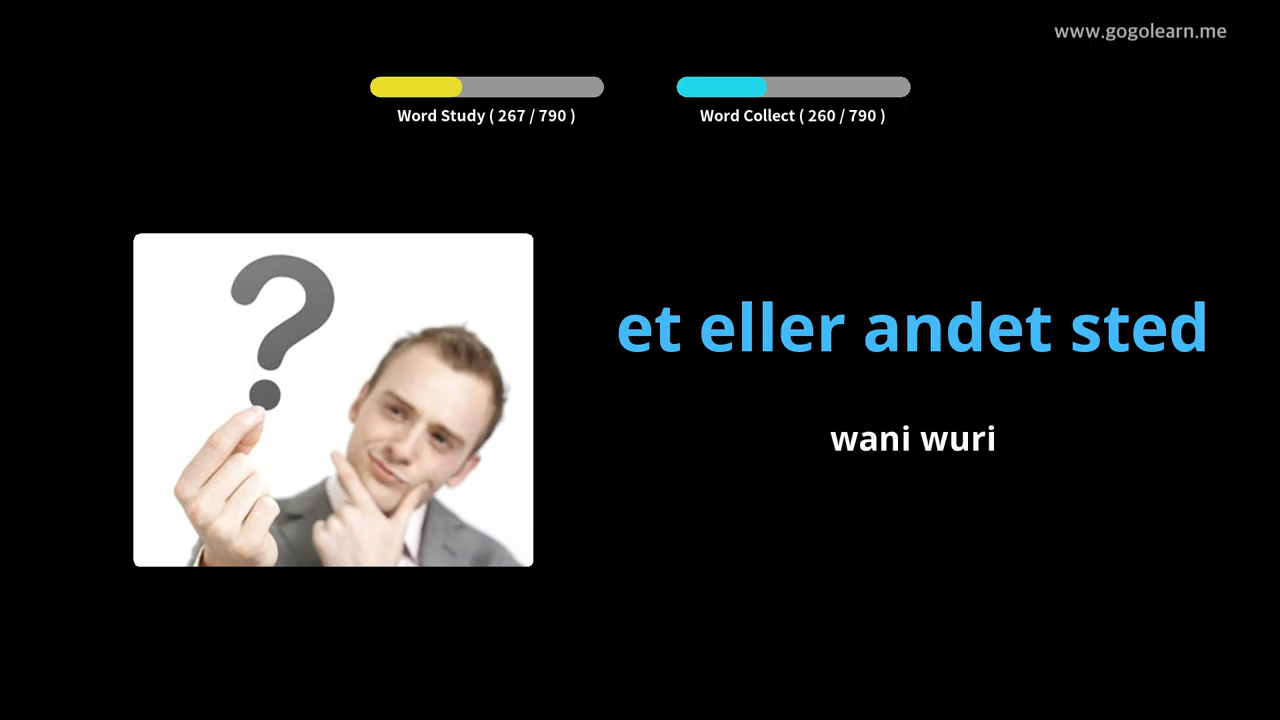 www.gogolearn.me
Word Study ( 267 / 790 )
Word Collect ( 260 / 790 )
?
et eller andet sted
wani wuri